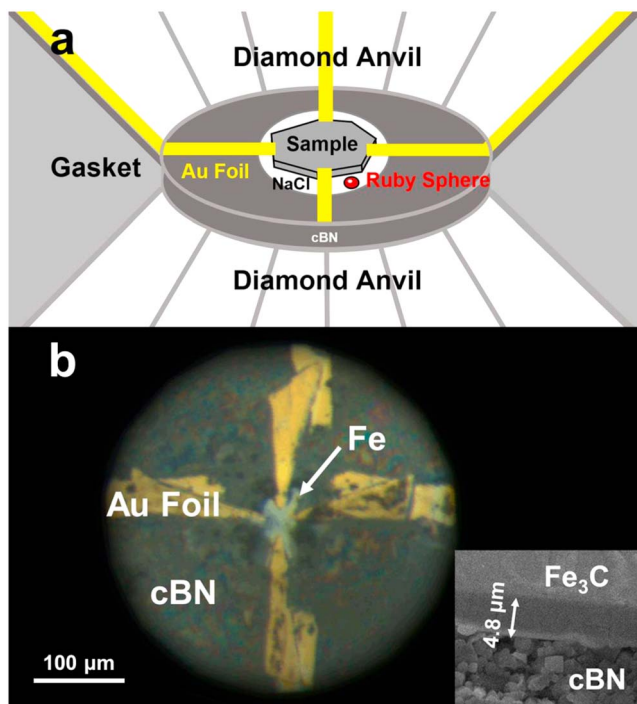 a
Diamond Anvil
Sample
Gasket
Au Foil
NaCl
Ruby Sphere
cBN
Diamond Anvil
b
Fe
Au Foil
cBN
100 μm
Fe₃C
4.8 μm
cBN